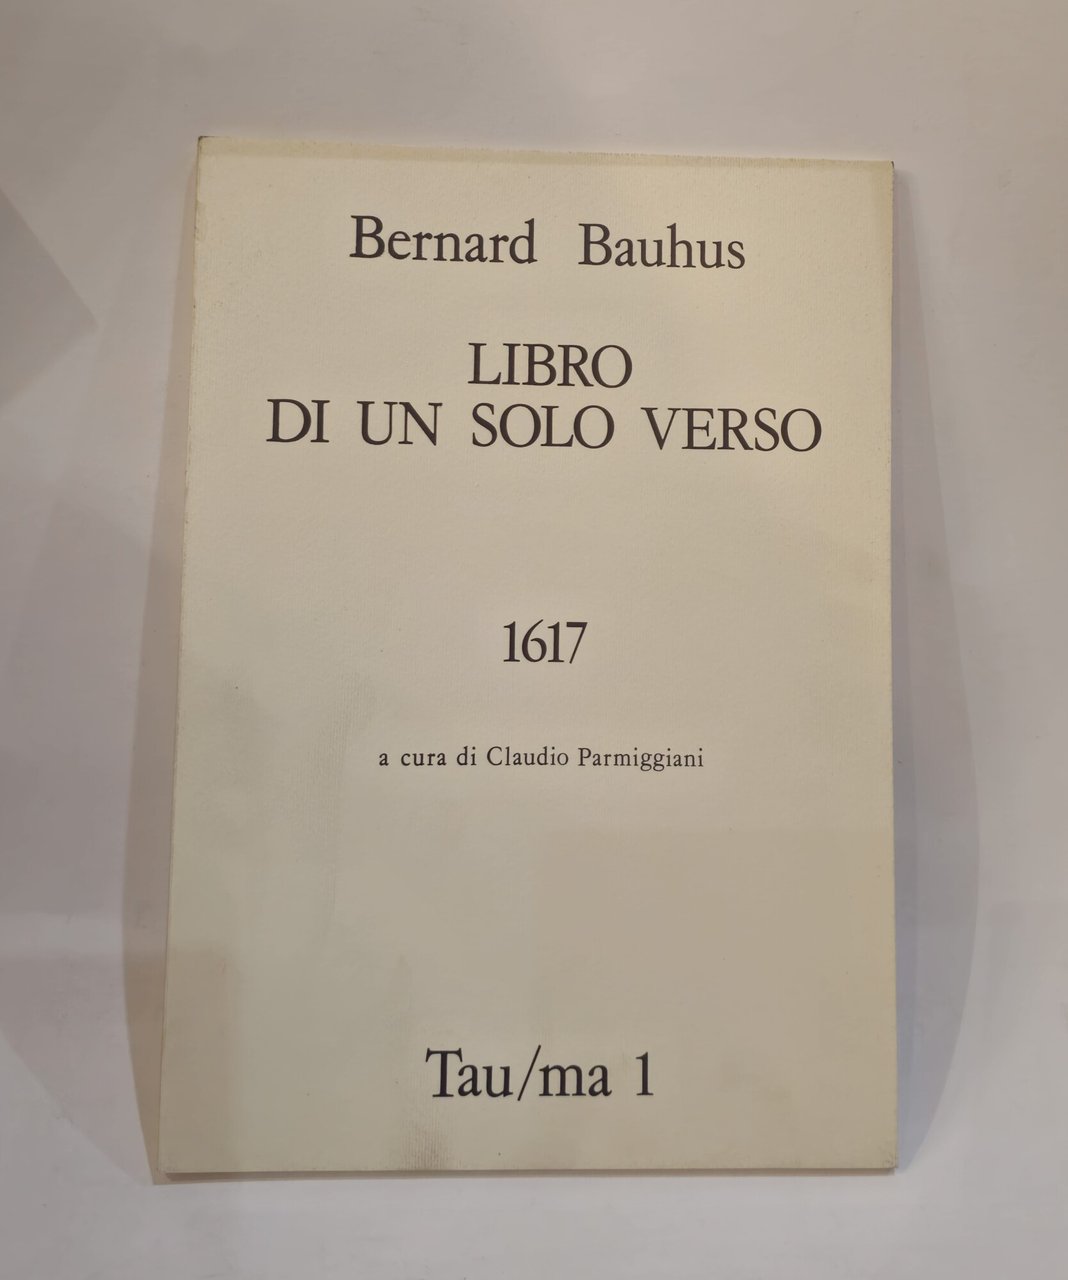 Bernard Bauhus
LIBRO
DI UN SOLO VERSO
1617
a cura di Claudio Parmiggiani
Tau/ma 1